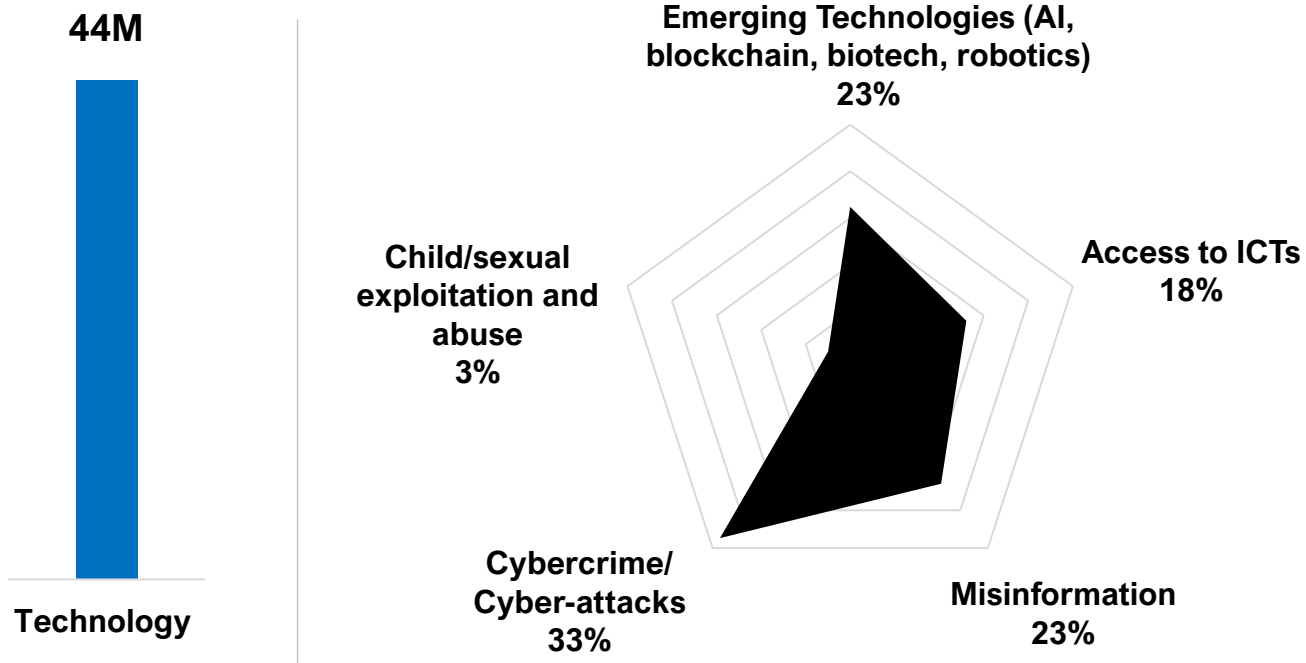 44M
Technology
Emerging Technologies (AI,
blockchain, biotech, robotics)
23%
Access to ICTs
18%
Misinformation
23%
Cybercrime/
Cyber-attacks
33%
Child/sexual
exploitation and
abuse
3%